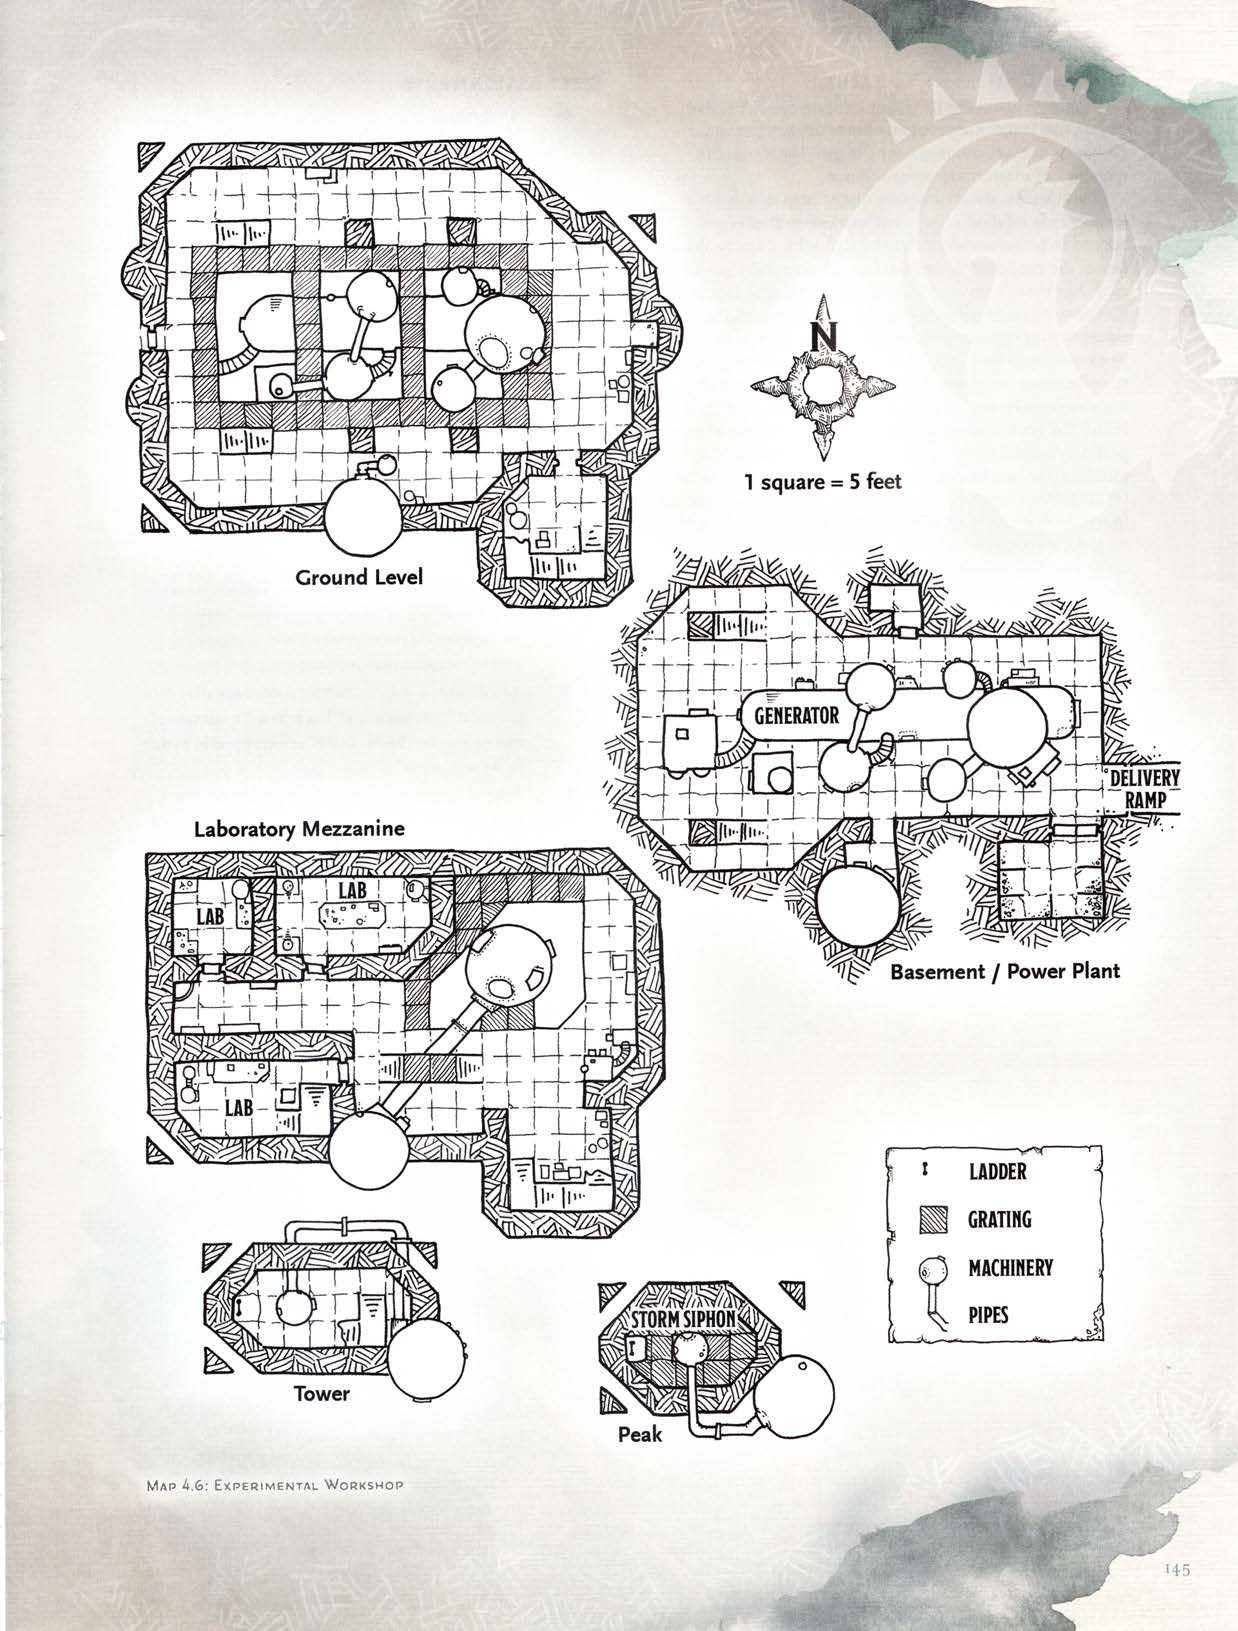 N
1 square = 5 feet
Ground Level
GENERATOR
DELIVERY
RAMP
Basement / Power Plant
Laboratory Mezzanine
LAB
LAB
LAB
LADDER
GRATING
MACHINERY
PIPES
Tower
STORM SIPHON
Peak
Map 4.6: Experimental Workshop
145